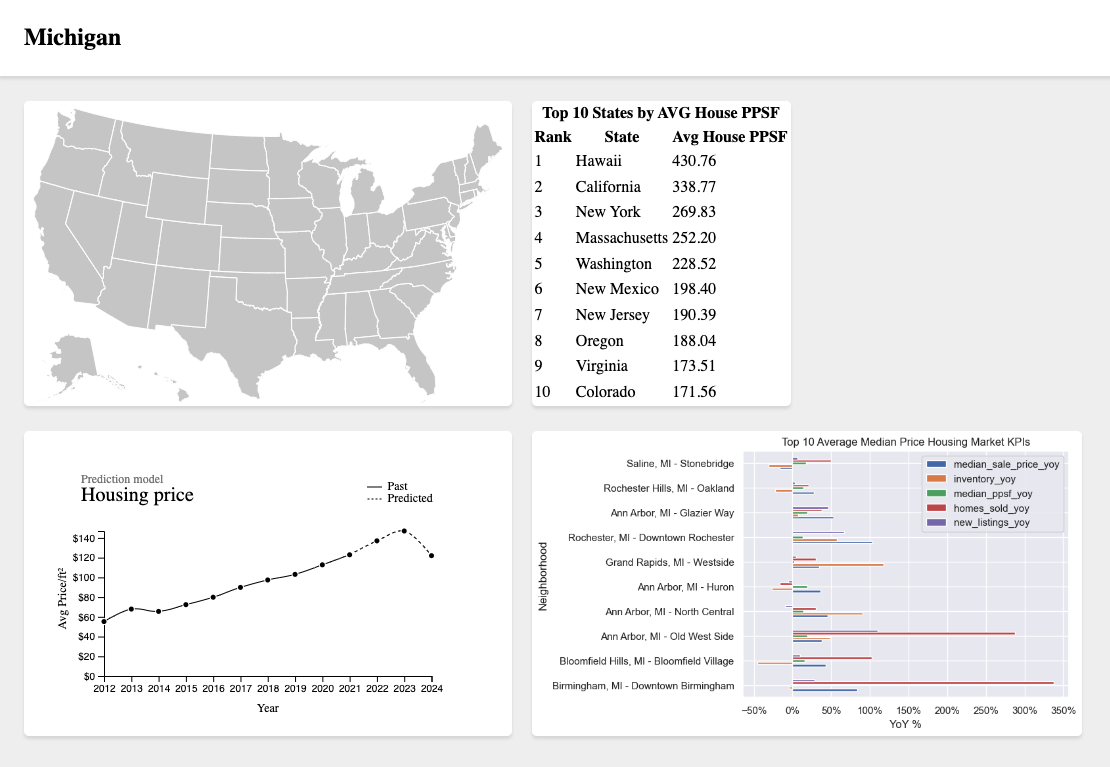 Michigan
Top 10 States by AVG House PPSF
Rank State Avg House PPSF
1 Hawaii 430.76
2 California 338.77
3 New York 269.83
4 Massachusetts 252.20
5 Washington 228.52
6 New Mexico 198.40
7 New Jersey 190.39
8 Oregon 188.04
9 Virginia 173.51
10 Colorado 171.56
Prediction model
Housing price
Past
Predicted
Avg Price/ft²
$140
$120
$100
$80
$60
$40
$20
$0
2012 2013 2014 2015 2016 2017 2018 2019 2020 2021 2022 2023 2024
Year
Top 10 Average Median Price Housing Market KPIs
median_sale_price_yoy
inventory_yoy
median_ppsf_yoy
homes_sold_yoy
new_listings_yoy
Neighborhood
Saline, MI - Stonebridge
Rochester Hills, MI - Oakland
Ann Arbor, MI - Glazier Way
Rochester, MI - Downtown Rochester
Grand Rapids, MI - Westside
Ann Arbor, MI - Huron
Ann Arbor, MI - North Central
Ann Arbor, MI - Old West Side
Bloomfield Hills, MI - Bloomfield Village
Birmingham, MI - Downtown Birmingham
−50% 0% 50% 100% 150% 200% 250% 300% 350%
YoY %